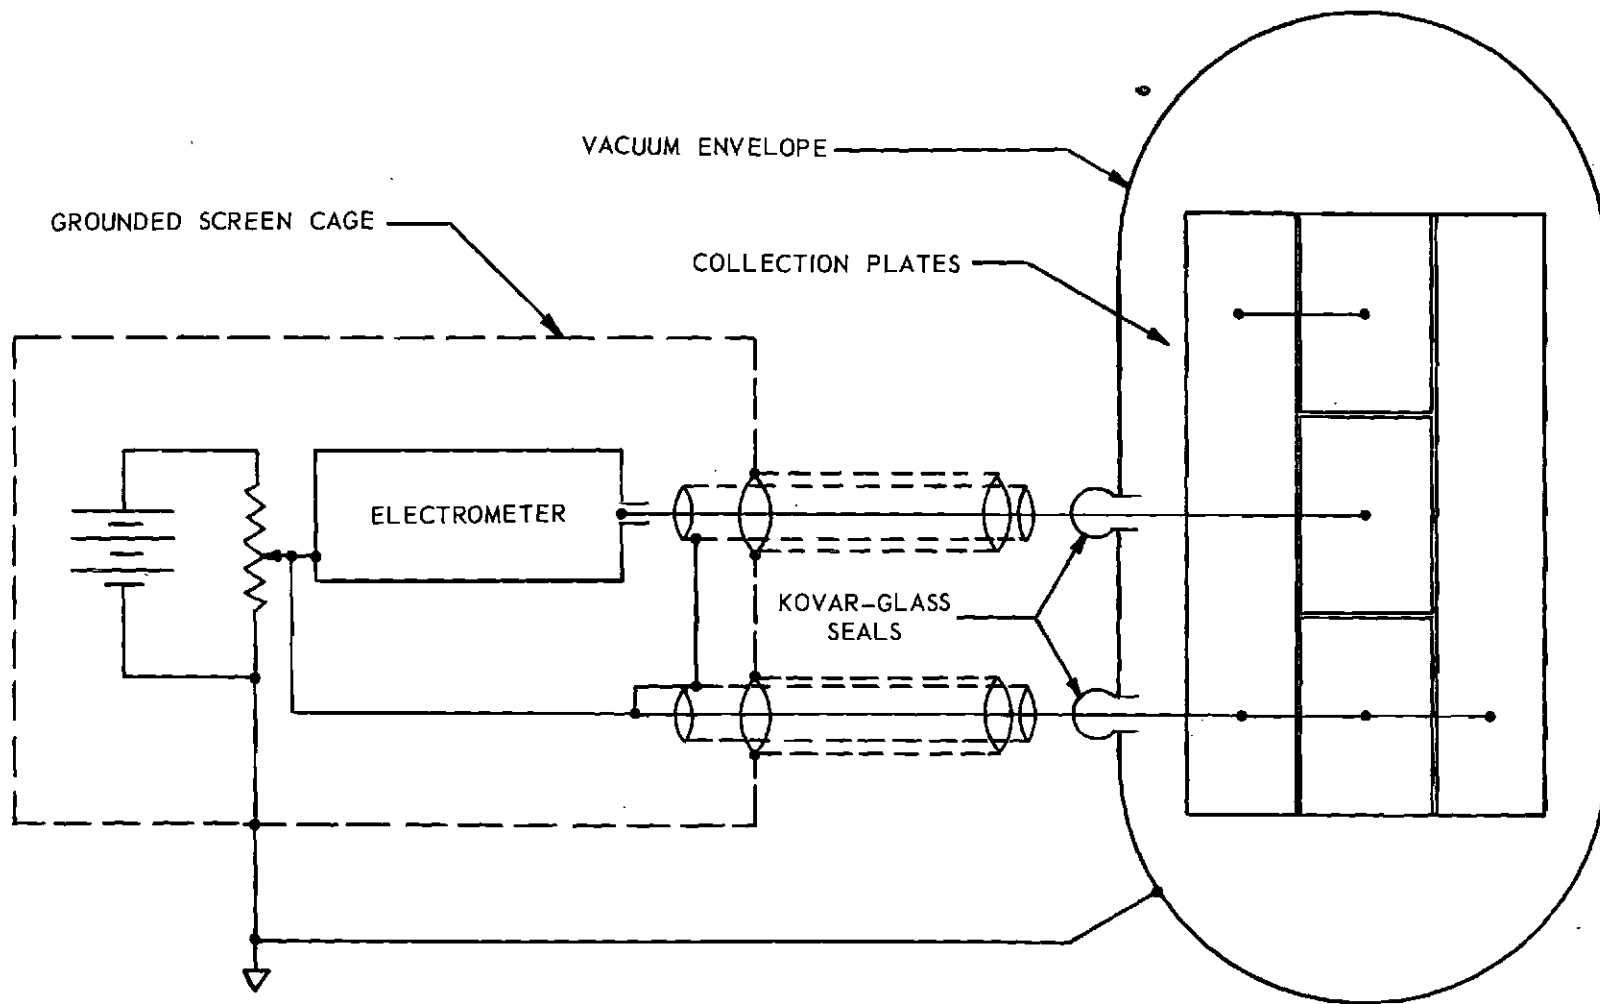 VACUUM ENVELOPE
GROUNDED SCREEN CAGE
COLLECTION PLATES
ELECTROMETER
KOVAR-GLASS
SEALS